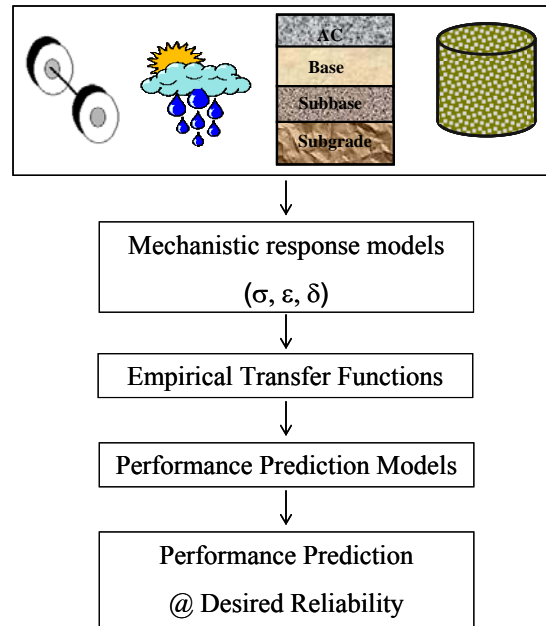 AC
Base
Subbase
Subgrade
Mechanistic response models
(σ, ε, δ)
Empirical Transfer Functions
Performance Prediction Models
Performance Prediction
@ Desired Reliability